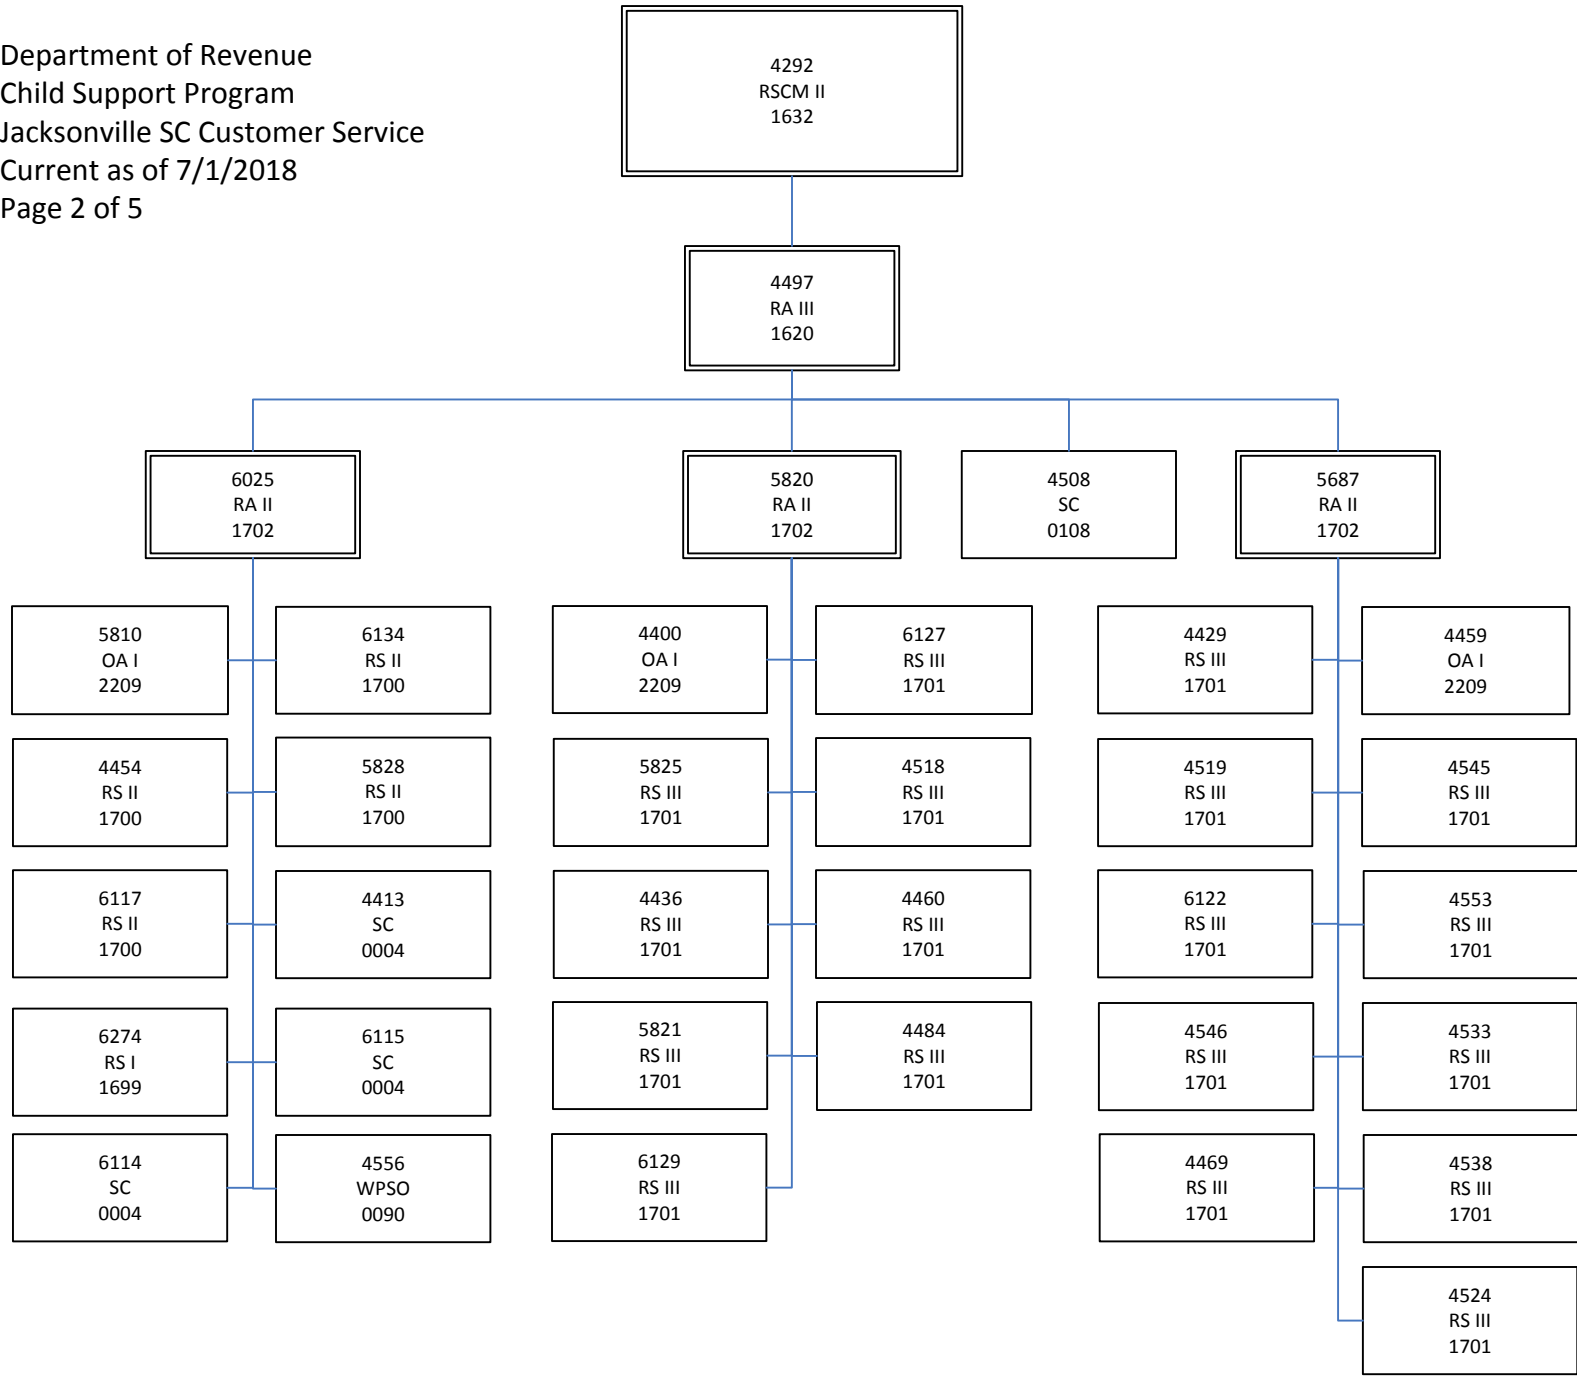 Department of Revenue
Child Support Program
Jacksonville SC Customer Service
Current as of 7/1/2018
Page 2 of 5
4292
RSCM II
1632
4497
RA III
1620
6025
RA II
1702
5820
RA II
1702
4508
SC
0108
5687
RA II
1702
5810
OA I
2209
6134
RS II
1700
4400
OA I
2209
6127
RS III
1701
4429
RS III
1701
4459
OA I
2209
4454
RS II
1700
5828
RS II
1700
5825
RS III
1701
4518
RS III
1701
4519
RS III
1701
4545
RS III
1701
6117
RS II
1700
4413
SC
0004
4436
RS III
1701
4460
RS III
1701
6122
RS III
1701
4553
RS III
1701
6274
RS I
1699
6115
SC
0004
5821
RS III
1701
4484
RS III
1701
4546
RS III
1701
4533
RS III
1701
6114
SC
0004
4556
WPSO
0090
6129
RS III
1701
4469
RS III
1701
4538
RS III
1701
4524
RS III
1701